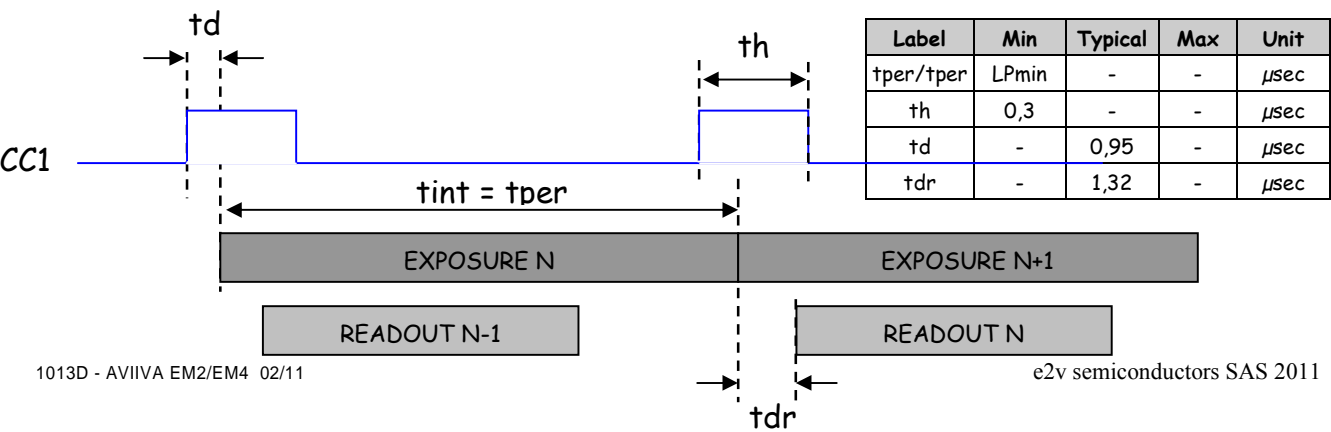 td
th
Label Min Typical Max Unit
tper/tper LPmin - - µsec
th 0,3 - - µsec
td - 0,95 - µsec
tdr - 1,32 - µsec
CC1
tint = tper
EXPOSURE N EXPOSURE N+1
READOUT N-1 READOUT N
1013D - AVIIVA EM2/EM4 02/11 e2v semiconductors SAS 2011
tdr